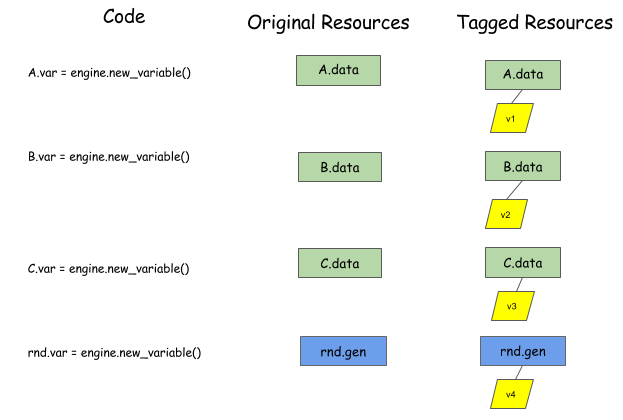 Code
Original Resources
Tagged Resources
A.var = engine.new_variable()
A.data
A.data
v1
B.var = engine.new_variable()
B.data
B.data
v2
C.var = engine.new_variable()
C.data
C.data
v3
rnd.var = engine.new_variable()
rnd.gen
rnd.gen
v4